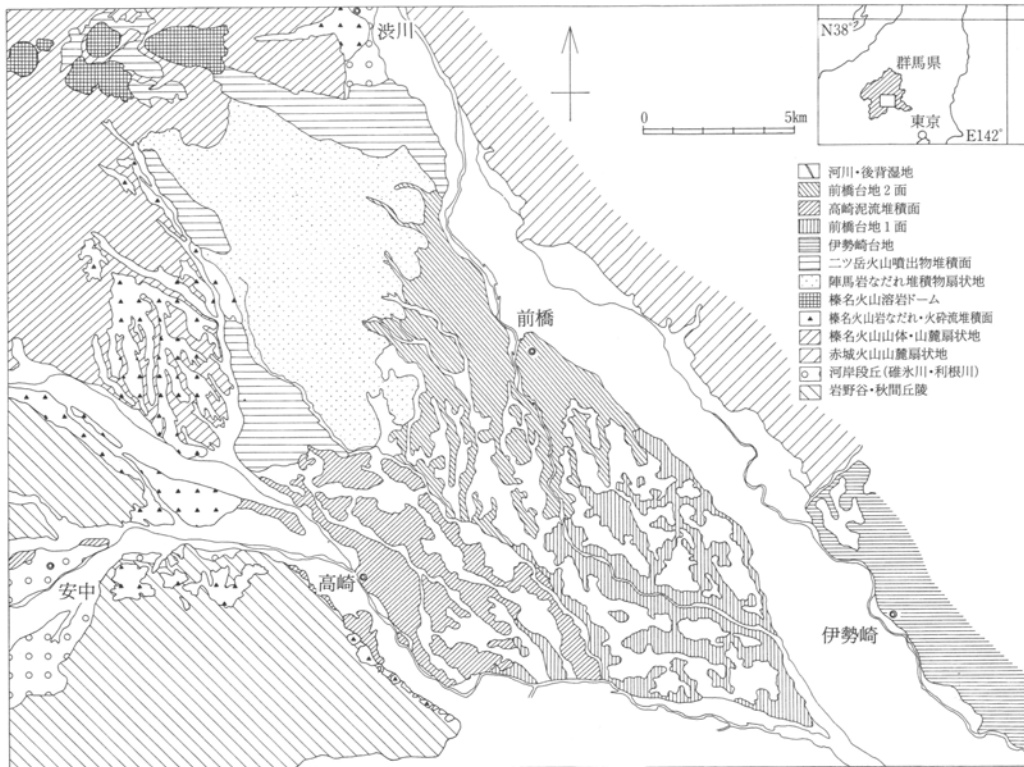 渋川
N38°
群馬県
東京
E142°
0 5km
河川・後背湿地
前橋台地2面
高崎泥流堆積面
前橋台地1面
伊勢崎台地
二ツ岳火山噴出物堆積面
陣馬岩なだれ堆積物扇状地
榛名火山溶岩ドーム
榛名火山岩なだれ・火砕流堆積面
榛名火山山体・山麓扇状地
赤城火山山麓扇状地
河岸段丘(碓氷川・利根川)
岩野谷・秋間丘陵
前橋
高崎
安中
伊勢崎